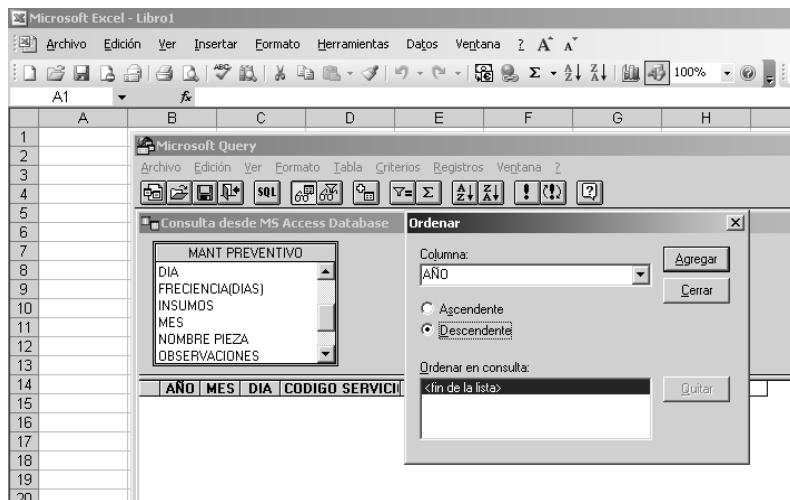 Microsoft Excel - Libro1
Archivo Edición Ver Insertar Formato Herramientas Datos Ventana ? A A
ABC Σ A Z Z A 100%
A1 fx
A B C D E F G H
1
2
3
4
5
6
7
8
9
10
11
12
13
14
15
16
17
18
19
20
Microsoft Query
Archivo Edición Ver Formato Tabla Criterios Registros Ventana ?
SQL Σ A Z Z A ! (!) ?
Consulta desde MS Access Database
MANT PREVENTIVO
DIA
FRECIENCIA(DIAS)
INSUMOS
MES
NOMBRE PIEZA
OBSERVACIONES
AÑO MES DIA CODIGO SERVICI
Ordenar
Columna:
AÑO
Agregar
Cerrar
Ascendente
Descendente
Ordenar en consulta:
<fin de la lista>
Quitar